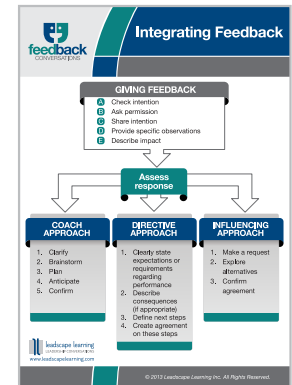 feedback
CONVERSATIONS
Integrating Feedback
GIVING FEEDBACK
A Check intention
B Ask permission
C Share intention
D Provide specific observations
E Describe impact
Assess
response
COACH
APPROACH
1. Clarify
2. Brainstorm
3. Plan
4. Anticipate
5. Confirm
DIRECTIVE
APPROACH
1. Clearly state
expectations or
requirements
regarding
performance
2. Describe
consequences
(if appropriate)
3. Define next steps
4. Create agreement
on these steps
INFLUENCING
APPROACH
1. Make a request
2. Explore
alternatives
3. Confirm
agreement
leadscape learning
LEADERSHIP CONVERSATIONS
www.leadscapelearning.com
© 2013 Leadscape Learning Inc. All Rights Reserved.